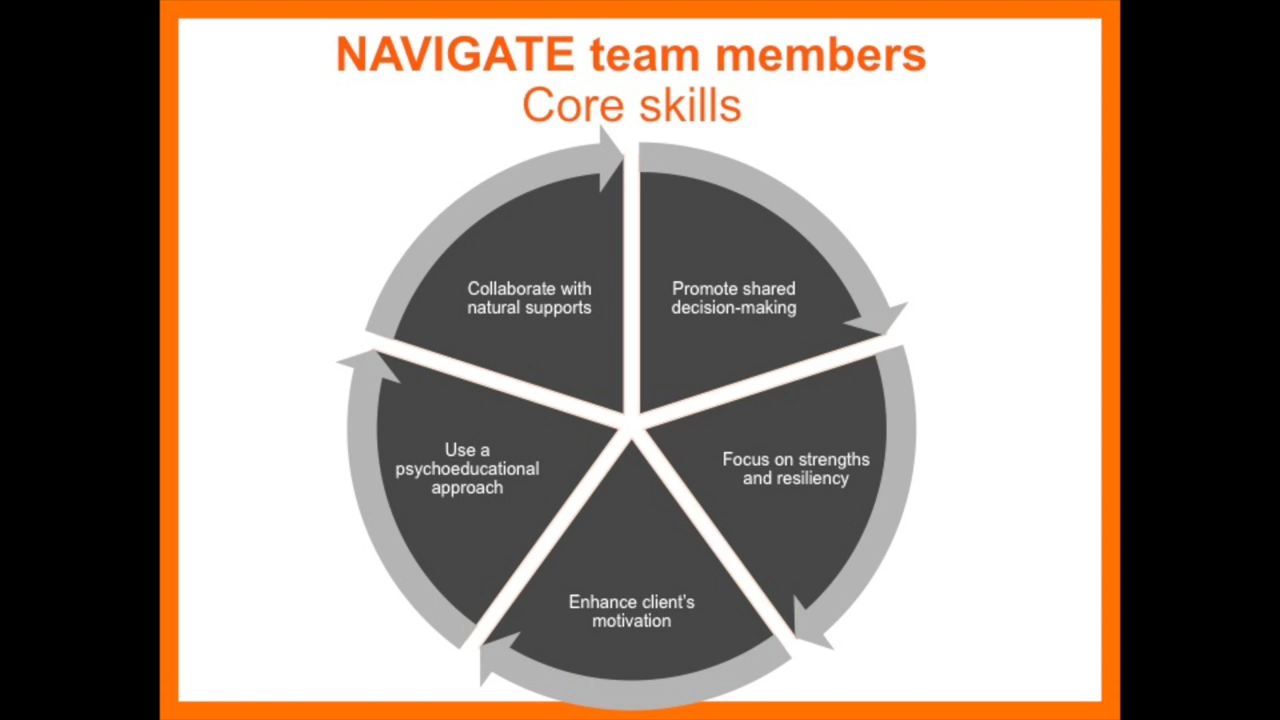 NAVIGATE team members
Core skills
Collaborate with
natural supports
Promote shared
decision-making
Use a
psychoeducational
approach
Focus on strengths
and resiliency
Enhance client's
motivation